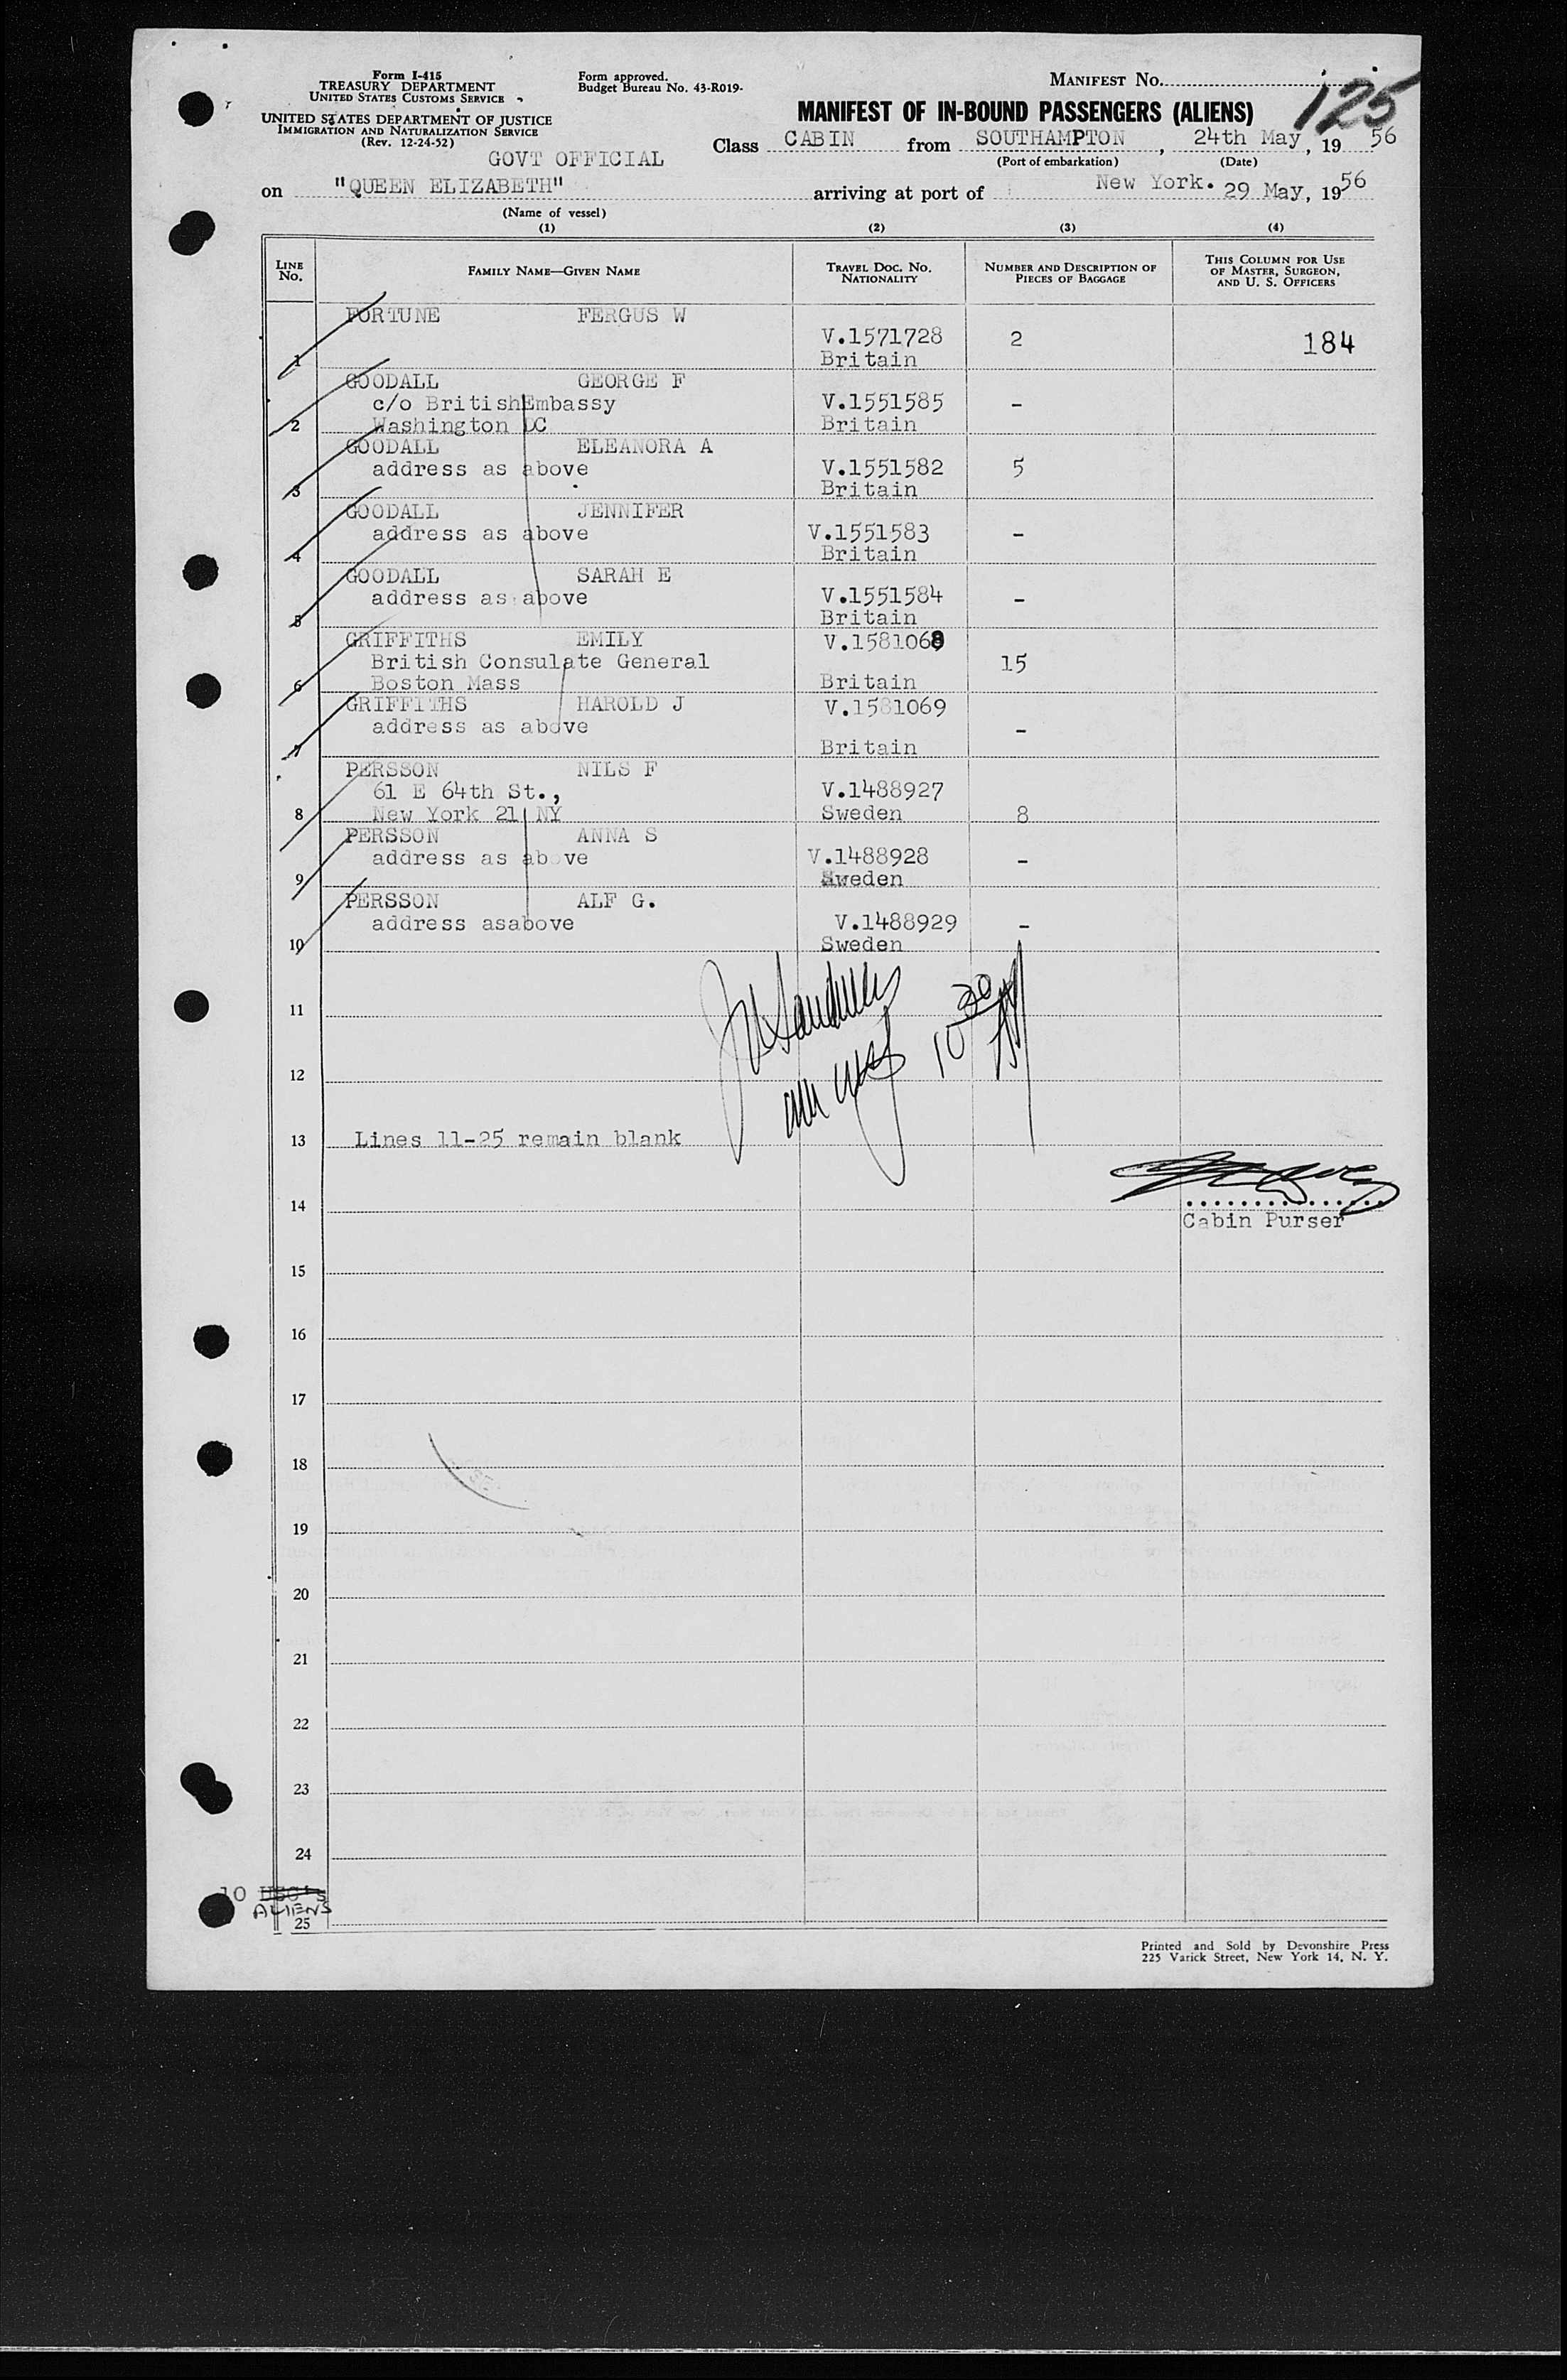 Form I-415
TREASURY DEPARTMENT
UNITED STATES CUSTOMS SERVICE
UNITED STATES DEPARTMENT OF JUSTICE
IMMIGRATION AND NATURALIZATION SERVICE
(Rev. 12-24-52)
Form approved.
Budget Bureau No. 43-R019-
MANIFEST NO.
125
MANIFEST OF IN-BOUND PASSENGERS (ALIENS)
GOVT OFFICIAL
Class CABIN from SOUTHAMPTON, 24th May, 1956
(Port of embarkation) (Date)
on "QUEEN ELIZABETH" arriving at port of New York. 29 May, 1956
(Name of vessel)
(1) (2) (3) (4)
LINE NO.
FAMILY NAME—GIVEN NAME
TRAVEL DOC. NO. NATIONALITY
NUMBER AND DESCRIPTION OF PIECES OF BAGGAGE
THIS COLUMN FOR USE OF MASTER, SURGEON, AND U. S. OFFICERS
FORTUNE FERGUS W
V.1571728 2 184
1 Britain
GOODALL GEORGE F
c/o BritishEmbassy V.1551585 -
2 Washington DC Britain
GOODALL ELEANORA A
address as above V.1551582 5
3 Britain
GOODALL JENNIFER
address as above V.1551583 -
4 Britain
GOODALL SARAH E
address as above V.1551584 -
5 Britain
GRIFFITHS EMILY V.1581068
British Consulate General 15
6 Boston Mass Britain
GRIFFITHS HAROLD J V.1581069
address as above -
7 Britain
PERSSON NILS F
61 E 64th St., V.1488927
8 New York 21 NY Sweden 8
PERSSON ANNA S
address as above V.1488928 -
9 Sweden
PERSSON ALF G.
address asabove V.1488929 -
10 Sweden
11
12
10 30
13 Lines 11-25 remain blank
14
Cabin Purser
15
16
17
18
19
20
21
22
23
24
10 USC's
ALIENS
25
Printed and Sold by Devonshire Press
225 Varick Street, New York 14, N. Y.